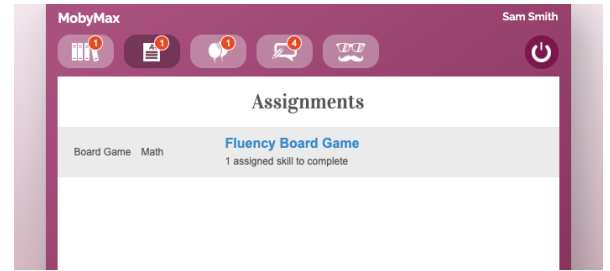 MobyMax
Sam Smith
1
1
1
4
Assignments
Board Game Math
Fluency Board Game
1 assigned skill to complete